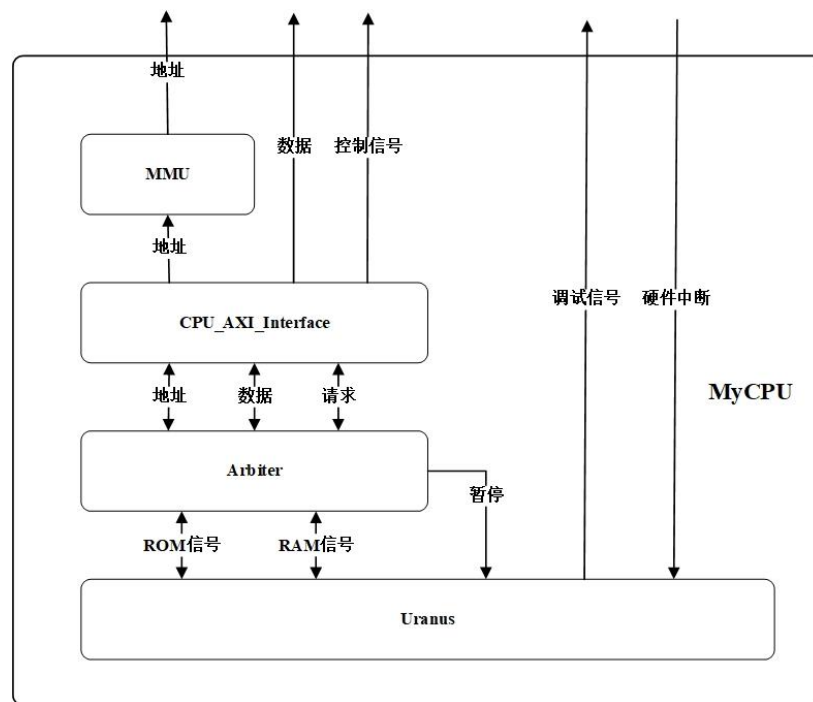 地址
数据
控制信号
MMU
地址
调试信号
硬件中断
CPU_AXI_Interface
地址
数据
请求
MyCPU
Arbiter
暂停
ROM信号
RAM信号
Uranus